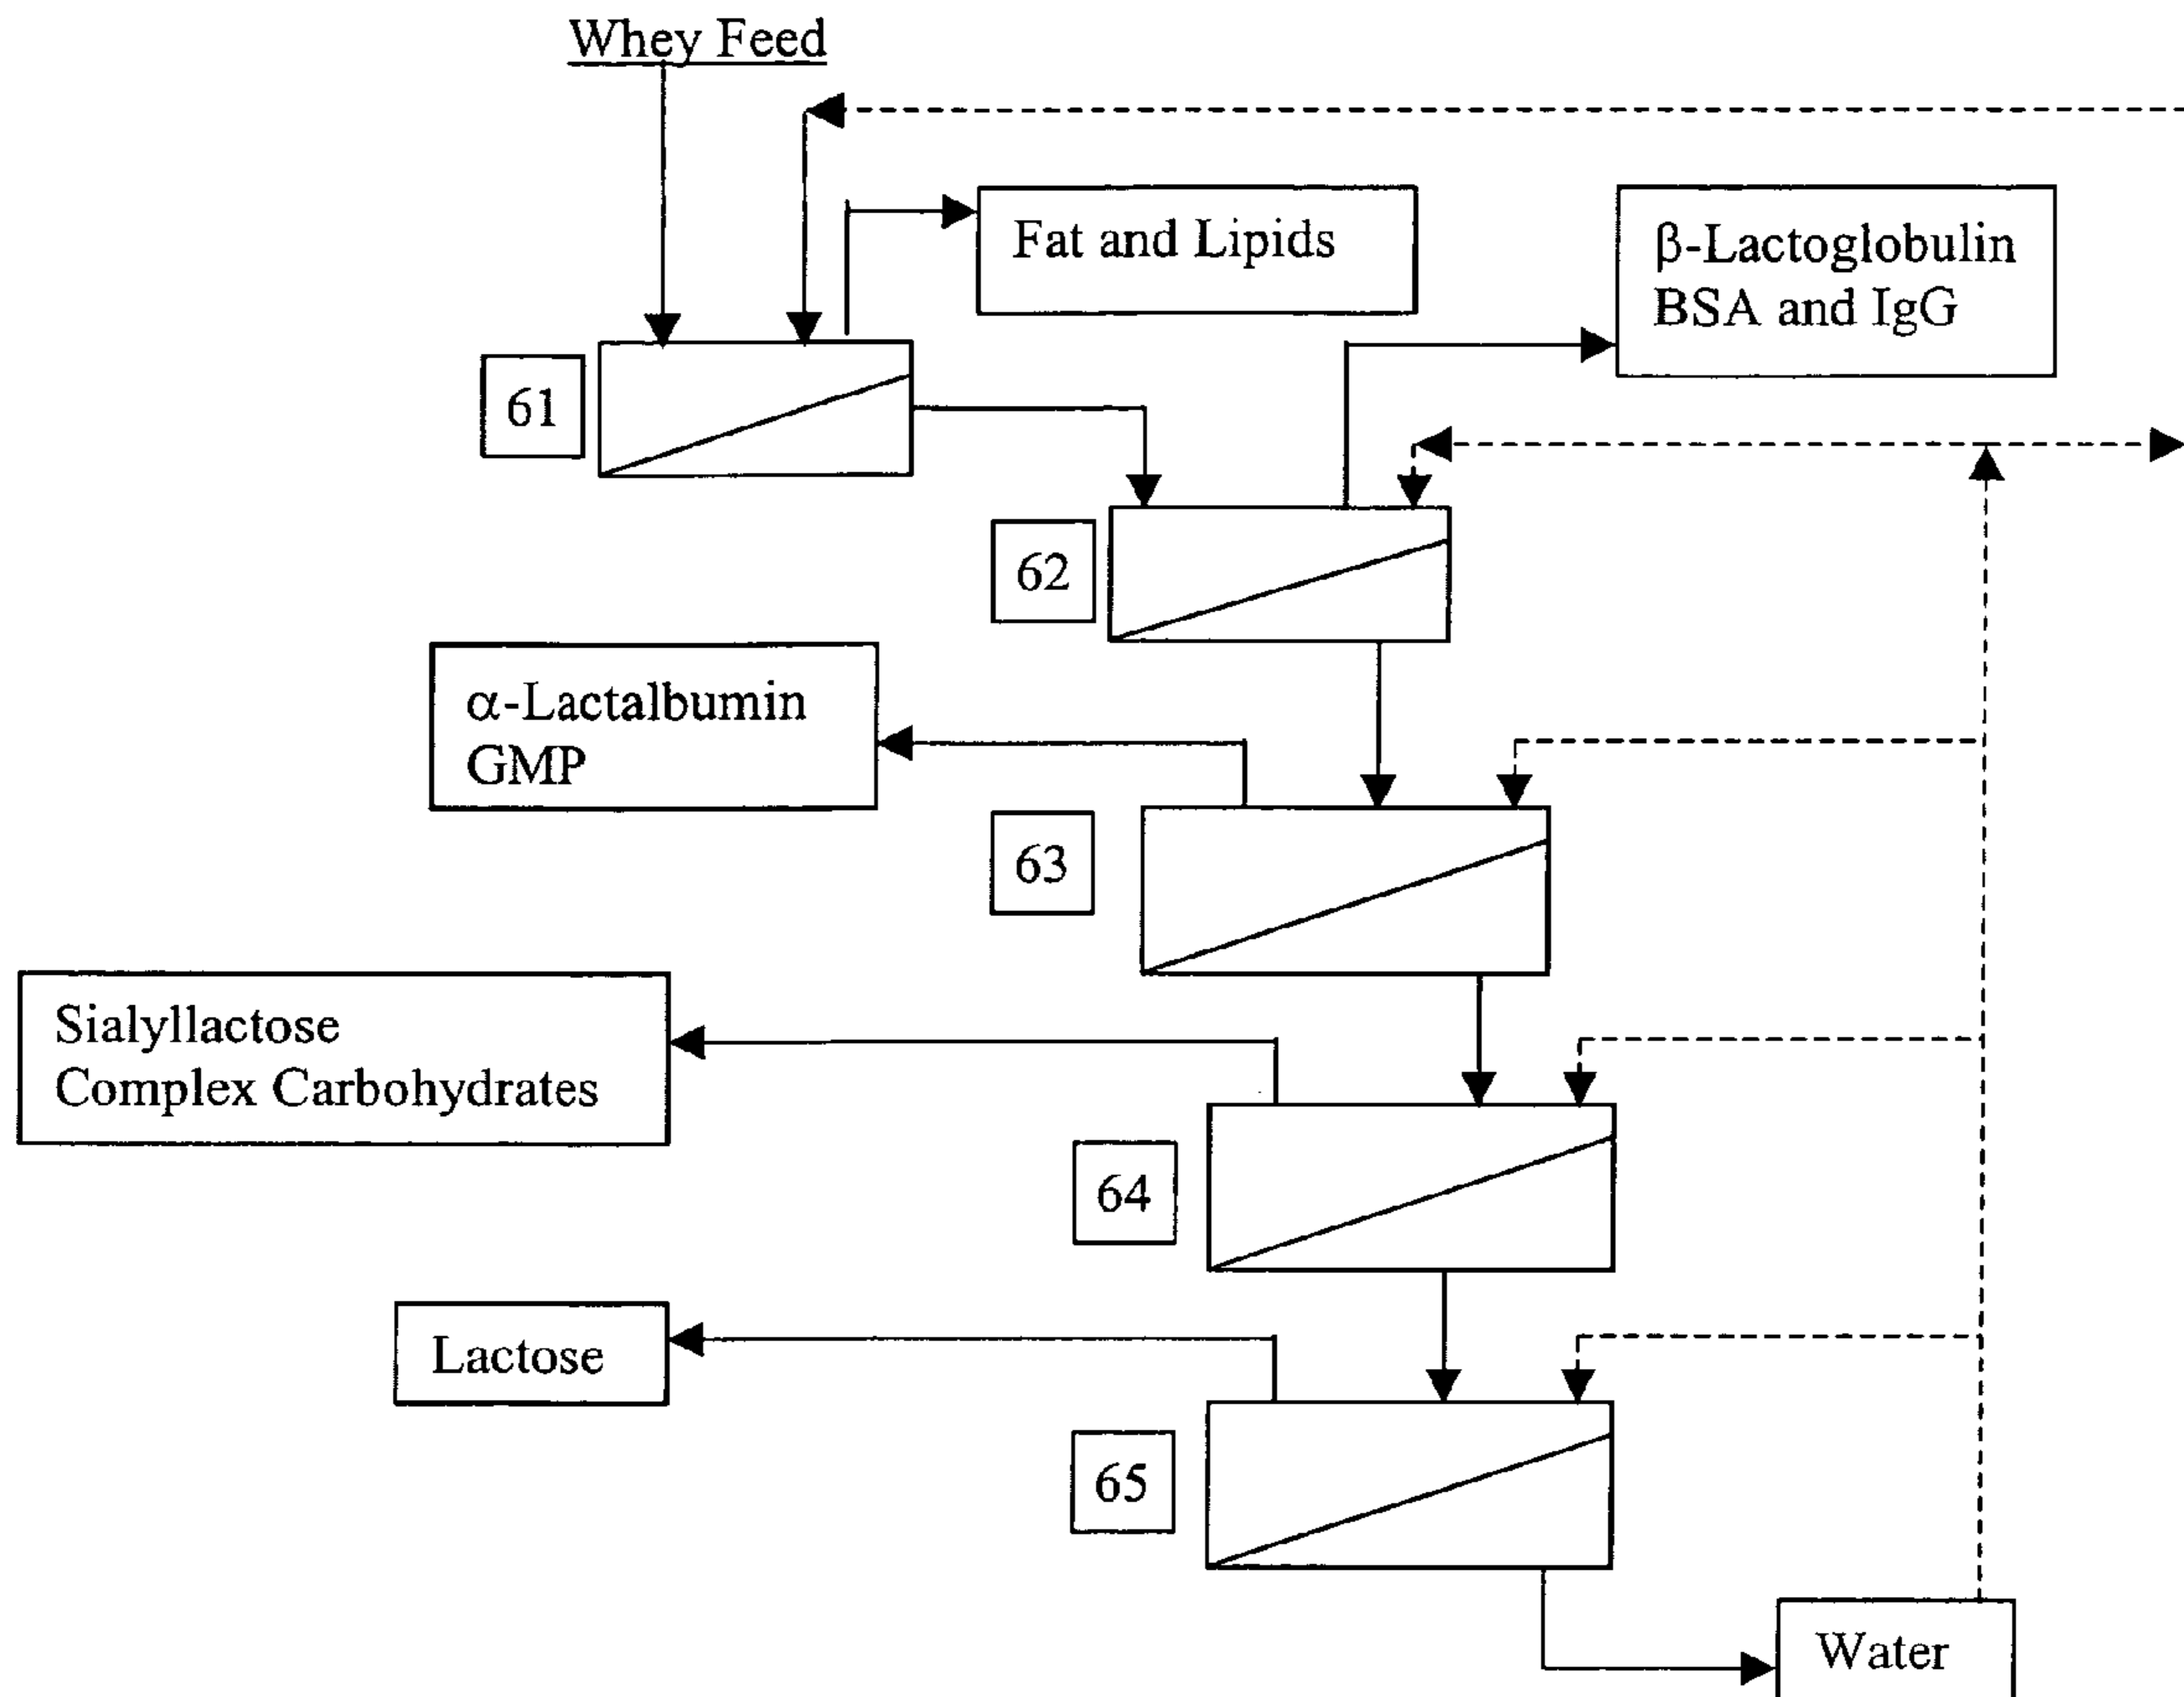 Whey Feed
Fat and Lipids
β-Lactoglobulin
BSA and IgG
61
62
α-Lactalbumin
GMP
63
Sialyllactose
Complex Carbohydrates
64
Lactose
65
Water